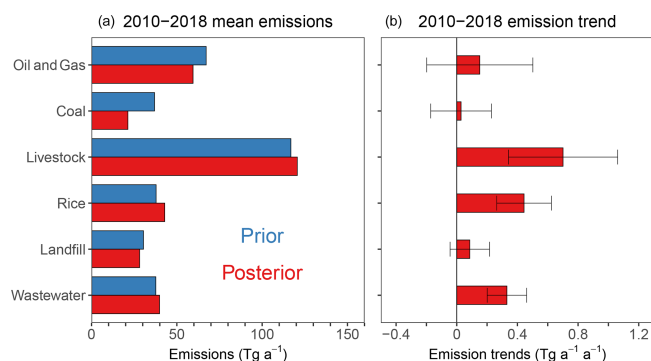 (a) 2010−2018 mean emissions
(b) 2010−2018 emission trend
Oil and Gas
Coal
Livestock
Rice
Landfill
Wastewater
Prior
Posterior
0 50 100 150
Emissions (Tg a⁻¹)
−0.4 0 0.4 0.8 1.2
Emission trends (Tg a⁻¹ a⁻¹)